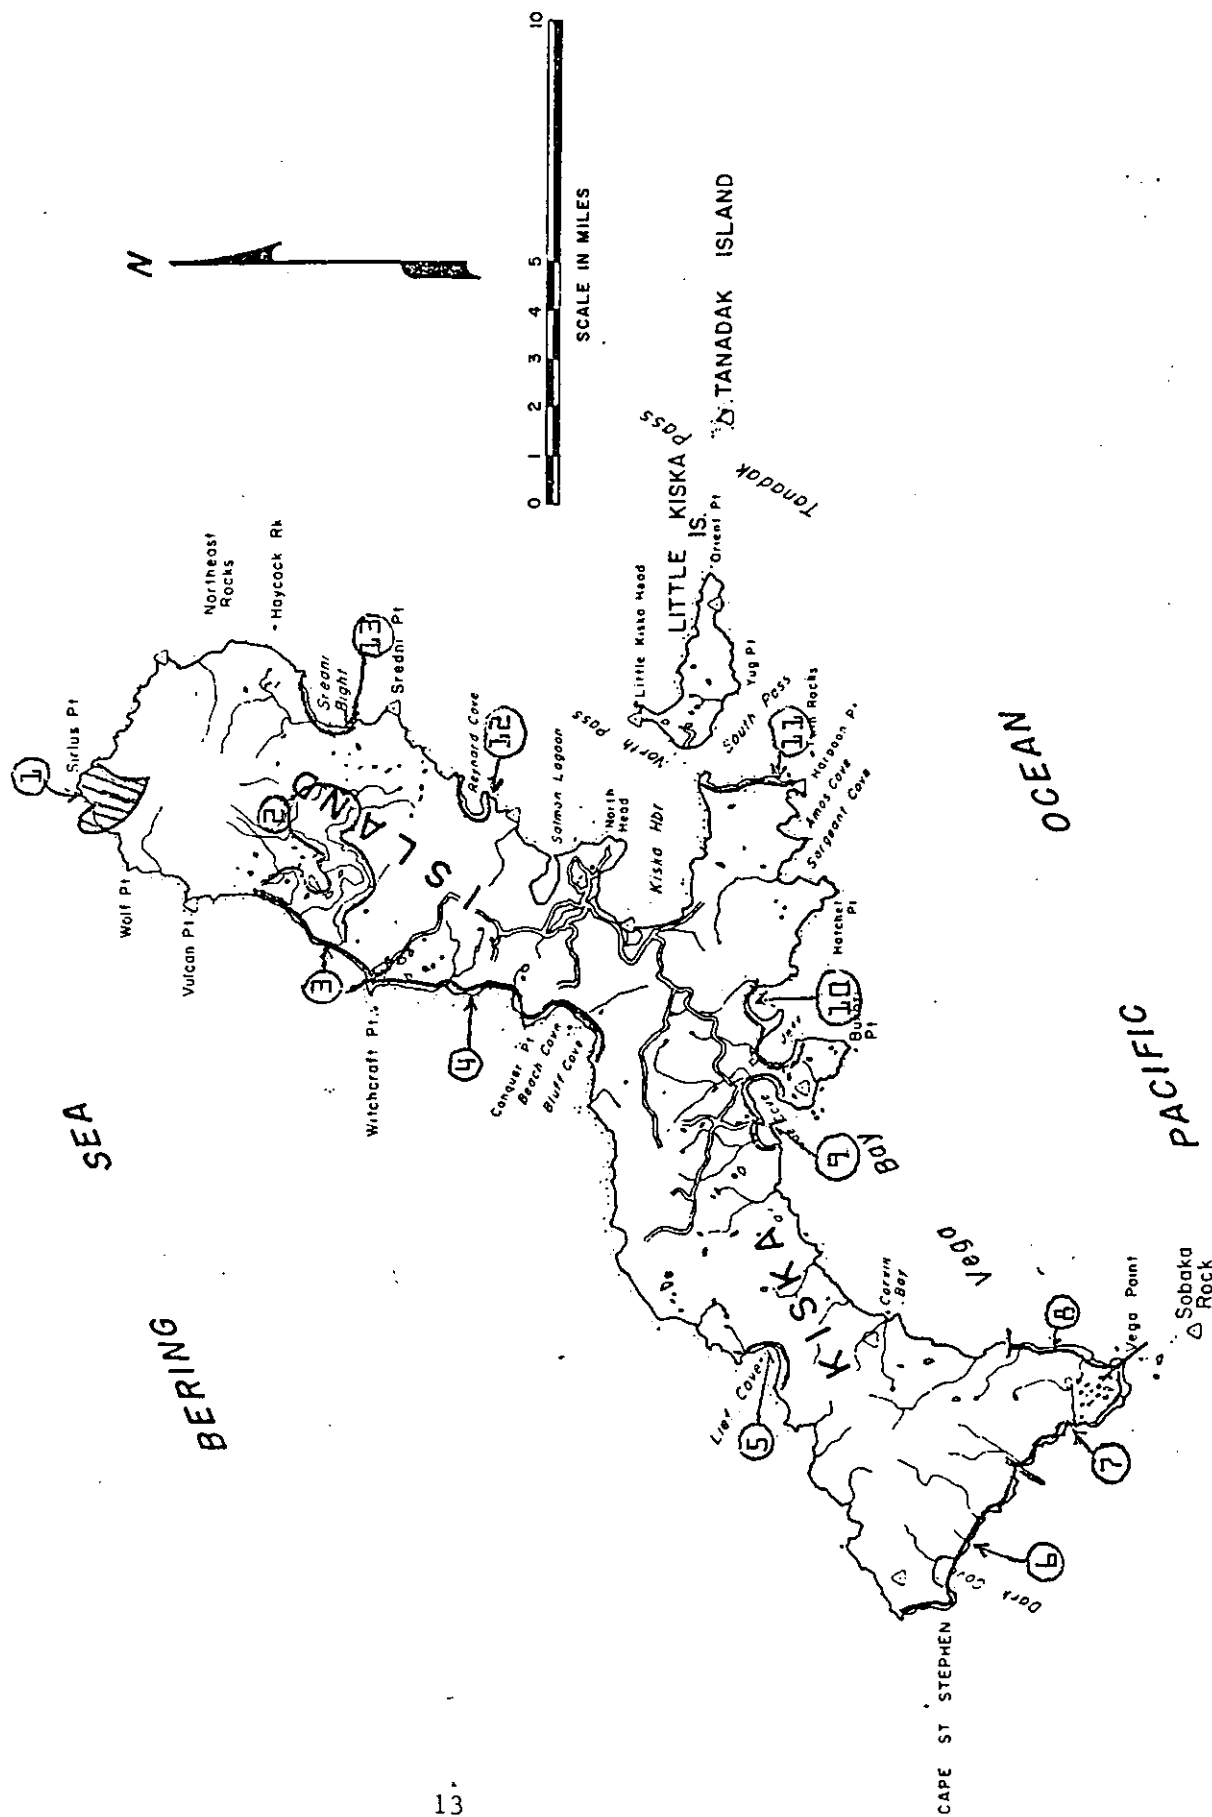 N
10
5
4
3
2
1
0
SCALE IN MILES
TANADAK ISLAND
Tanadak Pass
LITTLE KISKA
IS.
Orient Pt
Little Kiska Head
Yug Pt
North Pass
South Pass
Northeast
Rocks
Haycock Rk
Sredni
Bight
13
Sredni Pt
1
Sirius Pt
Wolf Pt
Vulcan Pt
2
3
Witchcraft Pt
4
Conquer Pt
Beach Cove
Bluff Cove
Reynard Cove
12
Salmon Lagoon
North
Head
Kiska Hbr
11
Rocks
Amos Cove
Sargeant Cove
Hatchet
Pt
10
Pt
9
KISKA ISLAND
Vega Bay
5
Cove
Bay
8
Vega Point
Sobaka
Rock
7
6
Dark Cove
CAPE ST STEPHEN
BERING SEA
PACIFIC OCEAN
13